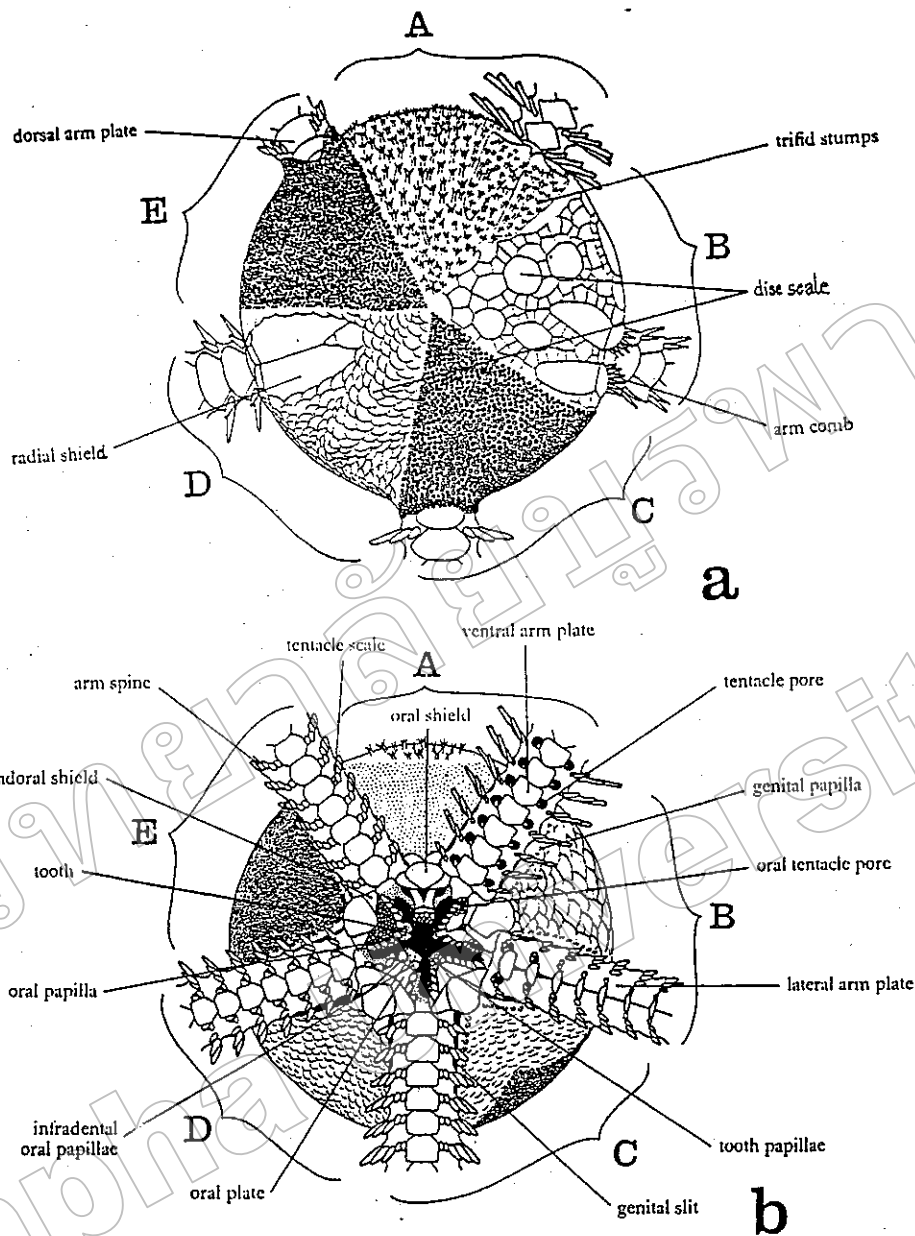 A
dorsal arm plate
trifid stumps
E
B
disc scale
radial shield
arm comb
D
C
a
tentacle scale
ventral arm plate
A
arm spine
tentacle pore
oral shield
ndoral shield
genital papilla
E
tooth
oral tentacle pore
B
oral papilla
lateral arm plate
D
infradental
oral papillae
C
tooth papillae
oral plate
genital slit
b